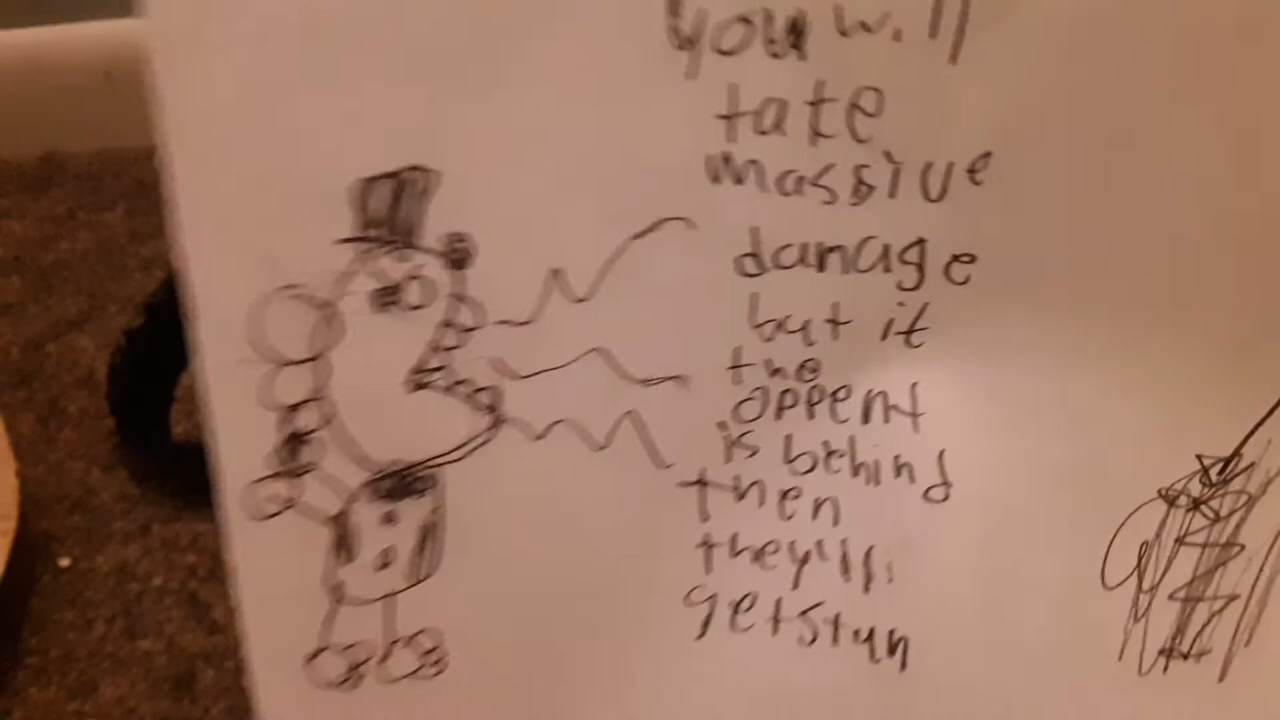 you will
take
massive
damage
but it
the
oppent
is behind
then
they'll
get stun